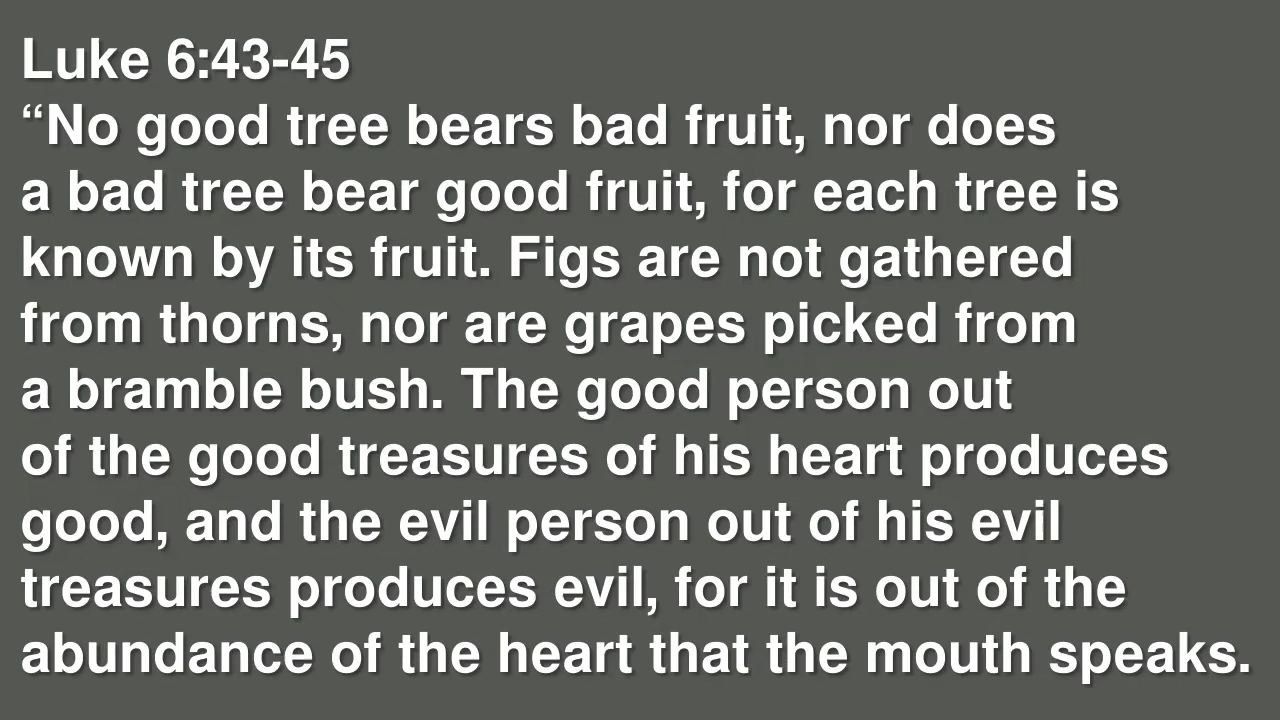 Luke 6:43-45
“No good tree bears bad fruit, nor does
a bad tree bear good fruit, for each tree is
known by its fruit. Figs are not gathered
from thorns, nor are grapes picked from
a bramble bush. The good person out
of the good treasures of his heart produces
good, and the evil person out of his evil
treasures produces evil, for it is out of the
abundance of the heart that the mouth speaks.